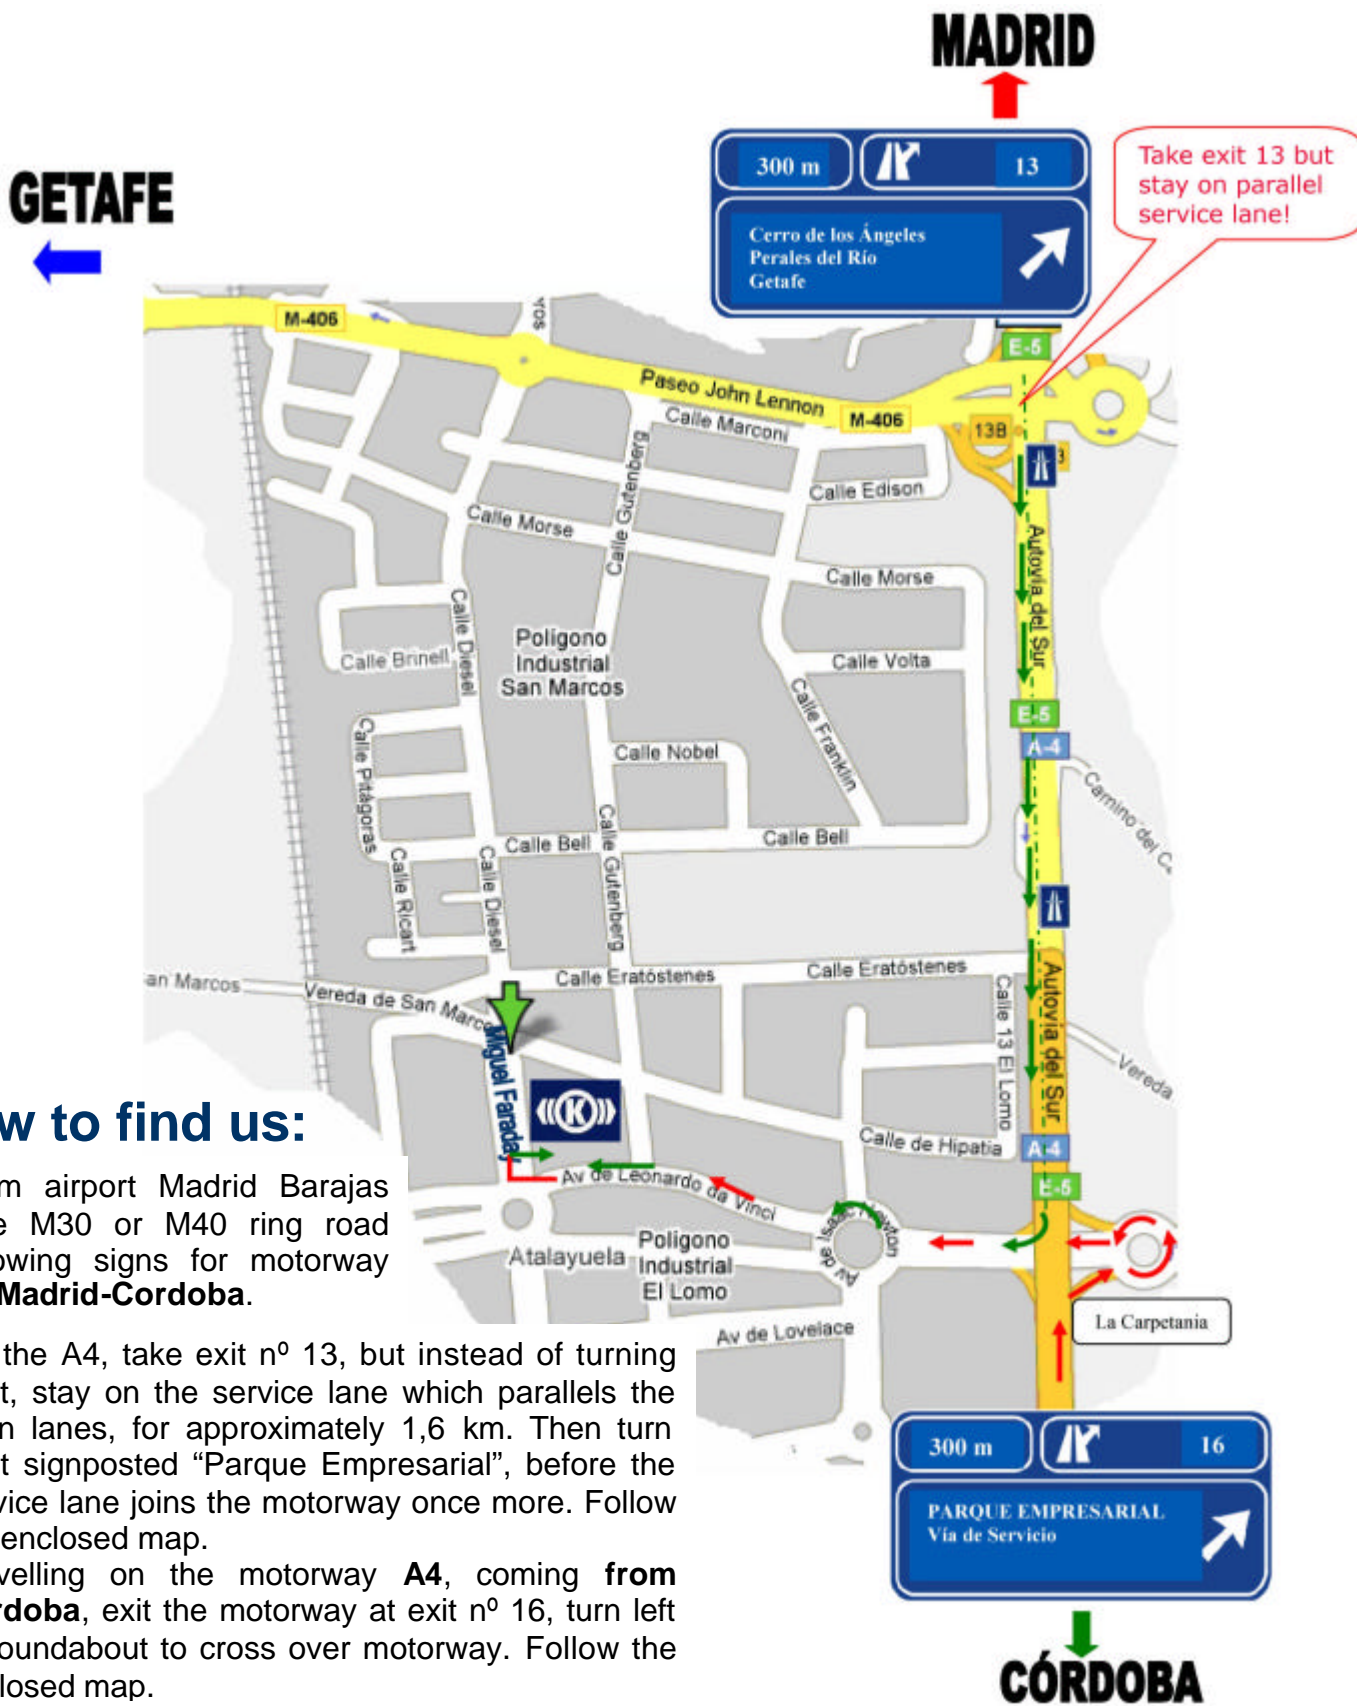 MADRID
GETAFE
300 m
13
Cerro de los Ángeles
Perales del Río
Getafe
Take exit 13 but
stay on parallel
service lane!
M-406
ros
E-5
Paseo John Lennon
M-406
Calle Marconi
13B
3
Calle Gutenberg
Calle Edison
Calle Morse
Autovía del Sur
Calle Morse
Calle Diesel
Polígono
Industrial
San Marcos
Calle Brinell
Calle Volta
Calle Franklin
E-5
A-4
Calle Pitágoras
Calle Nobel
Camino del C
Calle Bell
Calle Gutenberg
Calle Bell
Calle Ricart
Calle Diesel
an Marcos
Vereda de San Marco
Calle Eratóstenes
Calle Eratóstenes
Calle 13 El Lomo
Autovía del Sur
Miguel Faraday
K
Vereda
Calle de Hipatia
A-4
E-5
Av de Leonardo da Vinci
Av de Isaac Newton
Atalayuela
Polígono
Industrial
El Lomo
La Carpetania
Av de Lovelace
w to find us:
m airport Madrid Barajas
e M30 or M40 ring road
owing signs for motorway
Madrid-Cordoba.
the A4, take exit nº 13, but instead of turning
t, stay on the service lane which parallels the
n lanes, for approximately 1,6 km. Then turn
t signposted “Parque Empresarial”, before the
vice lane joins the motorway once more. Follow
enclosed map.
velling on the motorway A4, coming from
rdoba, exit the motorway at exit nº 16, turn left
oundabout to cross over motorway. Follow the
losed map.
300 m
16
PARQUE EMPRESARIAL
Vía de Servicio
CÓRDOBA